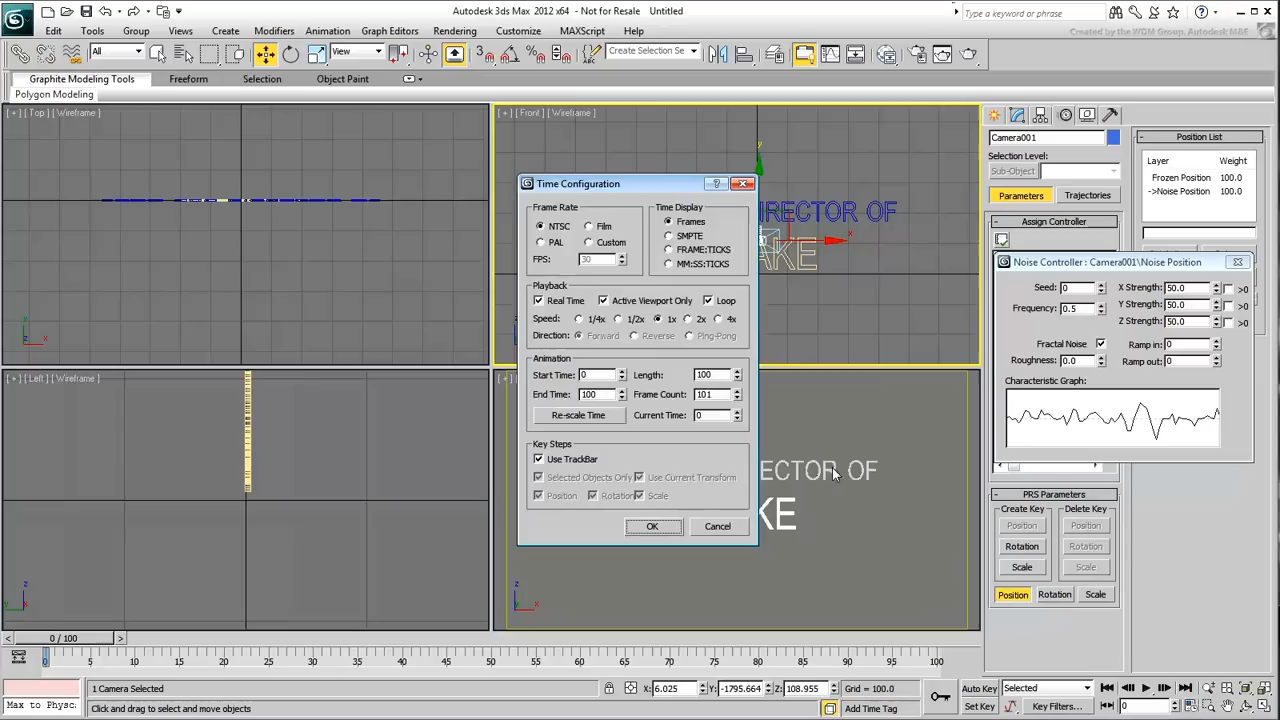 Autodesk 3ds Max 2012 x64 - Not for Resale Untitled
Type a keyword or phrase
Edit Tools Group Views Create Modifiers Animation Graph Editors Rendering Customize MAXScript Help
Created by the WDM Group. Autodesk M&E
All View Create Selection Se
Graphite Modeling Tools Freeform Selection Object Paint
Polygon Modeling
[ + ] [ Top ] [ Wireframe ]
[ + ] [ Front ] [ Wireframe ]
[ + ] [ Left ] [ Wireframe ]
DIRECTOR OF
AKE
ECTOR OF
KE
Time Configuration
Frame Rate
NTSC Film
PAL Custom
FPS: 30
Time Display
Frames
SMPTE
FRAME:TICKS
MM:SS:TICKS
Playback
Real Time Active Viewport Only Loop
Speed: 1/4x 1/2x 1x 2x 4x
Direction: Forward Reverse Ping-Pong
Animation
Start Time: 0 Length: 100
End Time: 100 Frame Count: 101
Re-scale Time Current Time: 0
Key Steps
Use TrackBar
Selected Objects Only Use Current Transform
Position Rotation Scale
OK Cancel
Camera001
Selection Level:
Sub-Object
Parameters Trajectories
Assign Controller
Position List
Layer Weight
Frozen Position 100.0
->Noise Position 100.0
Noise Controller : Camera001\Noise Position
Seed: 0 X Strength: 50.0 >0
Frequency: 0.5 Y Strength: 50.0 >0
Z Strength: 50.0 >0
Fractal Noise Ramp in: 0
Roughness: 0.0 Ramp out: 0
Characteristic Graph:
PRS Parameters
Create Key Delete Key
Position Position
Rotation Rotation
Scale Scale
Position Rotation Scale
0 / 100
0 5 10 15 20 25 30 35 40 45 50 55 60 65 70 75 80 85 90 95 100
1 Camera Selected X: 6.025 Y: -1795.664 Z: 108.955 Grid = 100.0 Auto Key Selected
Max to Physc Click and drag to select and move objects Add Time Tag Set Key Key Filters... 0